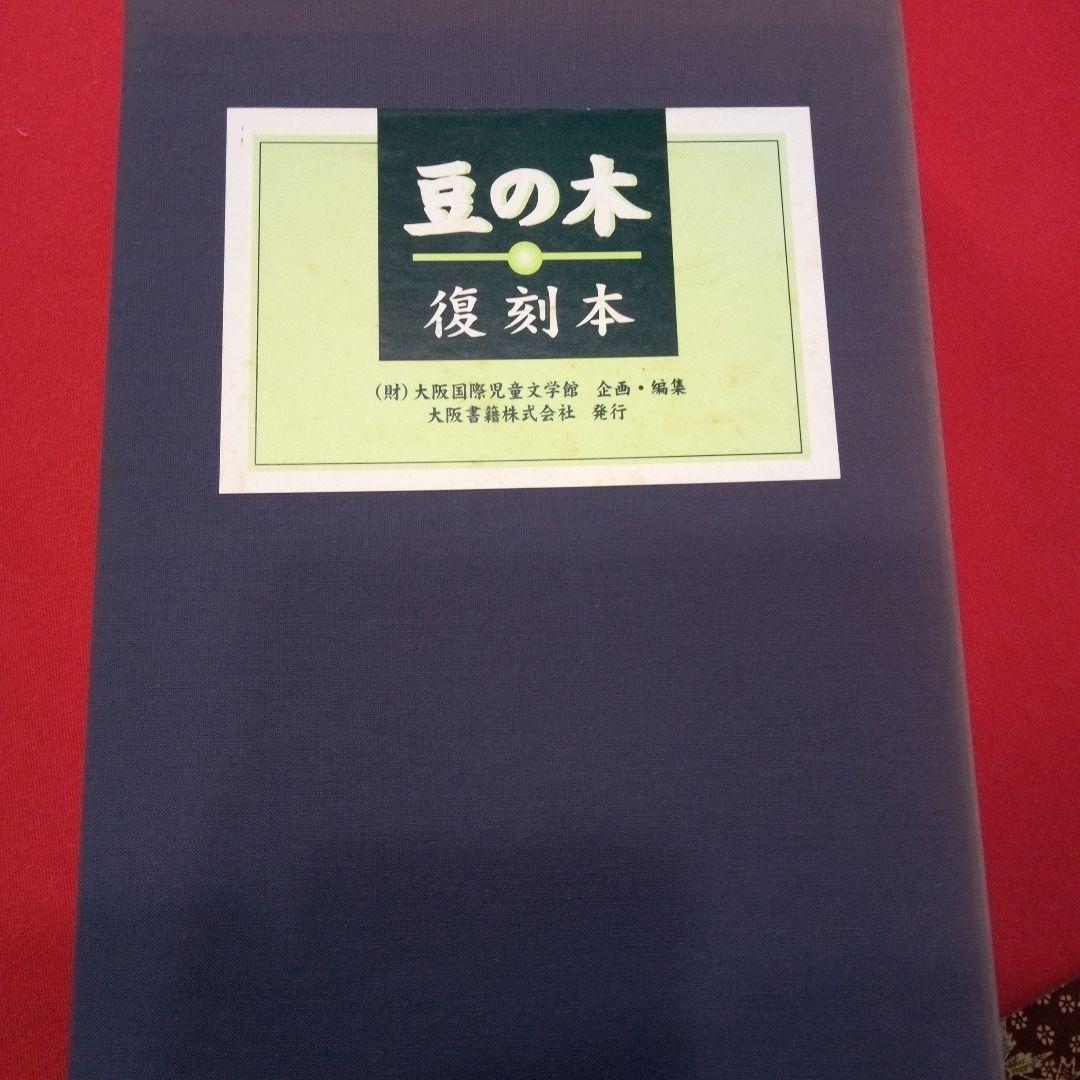 豆の木
復刻本
(財)大阪国際児童文学館 企画・編集
大阪書籍株式会社 発行